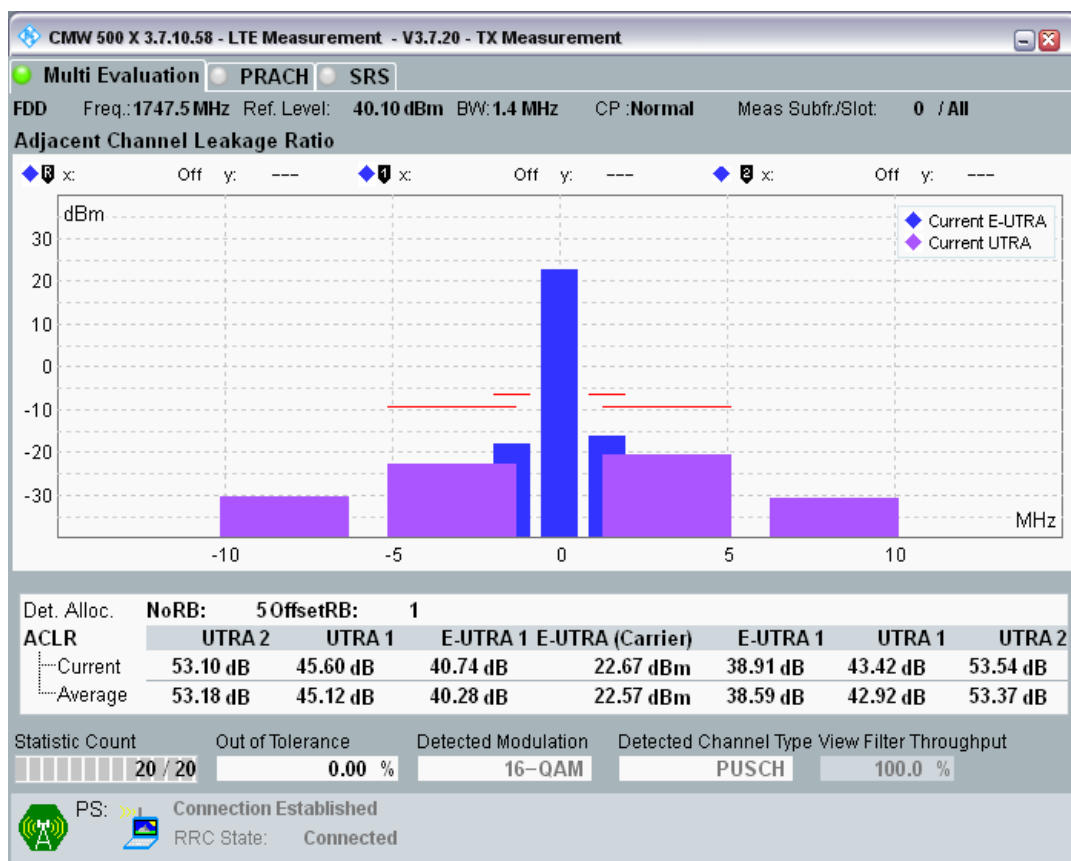 CMW 500 X 3.7.10.58 - LTE Measurement - V3.7.20 - TX Measurement
Multi Evaluation PRACH SRS
FDD Freq.: 1747.5 MHz Ref. Level: 40.10 dBm BW: 1.4 MHz CP : Normal Meas Subfr./Slot: 0 / All
Adjacent Channel Leakage Ratio
R x: Off y: --- 1 x: Off y: --- 2 x: Off y: ---
dBm
Current E-UTRA
Current UTRA
30
20
10
0
-10
-20
-30
MHz
-10 -5 0 5 10
Det. Alloc. NoRB: 5 OffsetRB: 1
ACLR UTRA 2 UTRA 1 E-UTRA 1 E-UTRA (Carrier) E-UTRA 1 UTRA 1 UTRA 2
Current 53.10 dB 45.60 dB 40.74 dB 22.67 dBm 38.91 dB 43.42 dB 53.54 dB
Average 53.18 dB 45.12 dB 40.28 dB 22.57 dBm 38.59 dB 42.92 dB 53.37 dB
Statistic Count Out of Tolerance Detected Modulation Detected Channel Type View Filter Throughput
20 / 20 0.00 % 16-QAM PUSCH 100.0 %
PS: Connection Established
RRC State: Connected